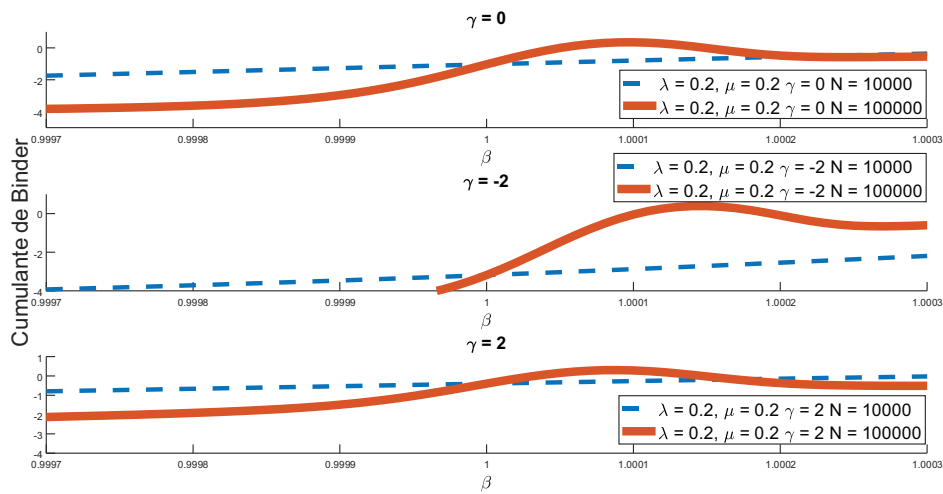 γ = 0
0
-2
-4
0.9997 0.9998 0.9999 1 1.0001 1.0002 1.0003
β
λ = 0.2, μ = 0.2 γ = 0 N = 10000
λ = 0.2, μ = 0.2 γ = 0 N = 100000
Cumulante de Binder
γ = -2
0
-2
-4
0.9997 0.9998 0.9999 1 1.0001 1.0002 1.0003
β
λ = 0.2, μ = 0.2 γ = -2 N = 10000
λ = 0.2, μ = 0.2 γ = -2 N = 100000
γ = 2
1
0
-1
-2
-3
-4
0.9997 0.9998 0.9999 1 1.0001 1.0002 1.0003
β
λ = 0.2, μ = 0.2 γ = 2 N = 10000
λ = 0.2, μ = 0.2 γ = 2 N = 100000